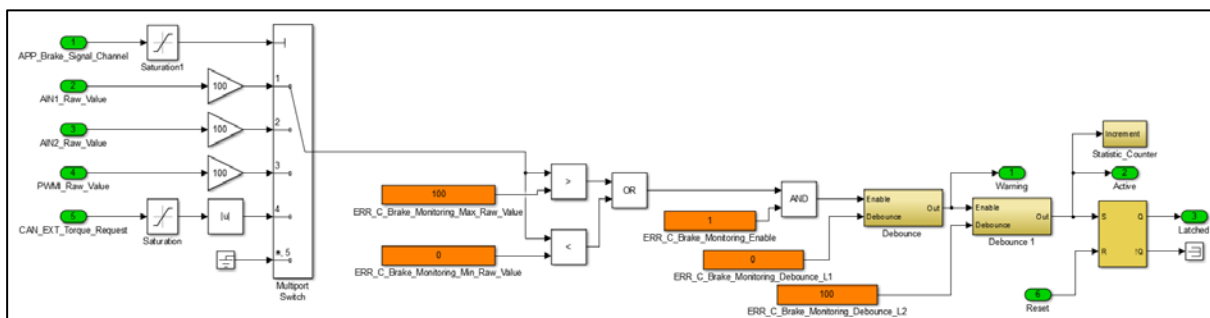 1
APP_Brake_Signal_Channel
Saturation1
2
AIN1_Raw_Value
100
1
3
AIN2_Raw_Value
100
2
4
PWMI_Raw_Value
100
3
5
CAN_EXT_Torque_Request
Saturation
|u|
4
*, 5
Multiport
Switch
100
ERR_C_Brake_Monitoring_Max_Raw_Value
0
ERR_C_Brake_Monitoring_Min_Raw_Value
>
<
OR
1
ERR_C_Brake_Monitoring_Enable
AND
0
ERR_C_Brake_Monitoring_Debounce_L1
100
ERR_C_Brake_Monitoring_Debounce_L2
Enable
Out
Debounce
Debounce
1
Warning
Enable
Out
Debounce
Debounce 1
Increment
Statistic_Counter
2
Active
S
Q
R
!Q
3
Latched
6
Reset